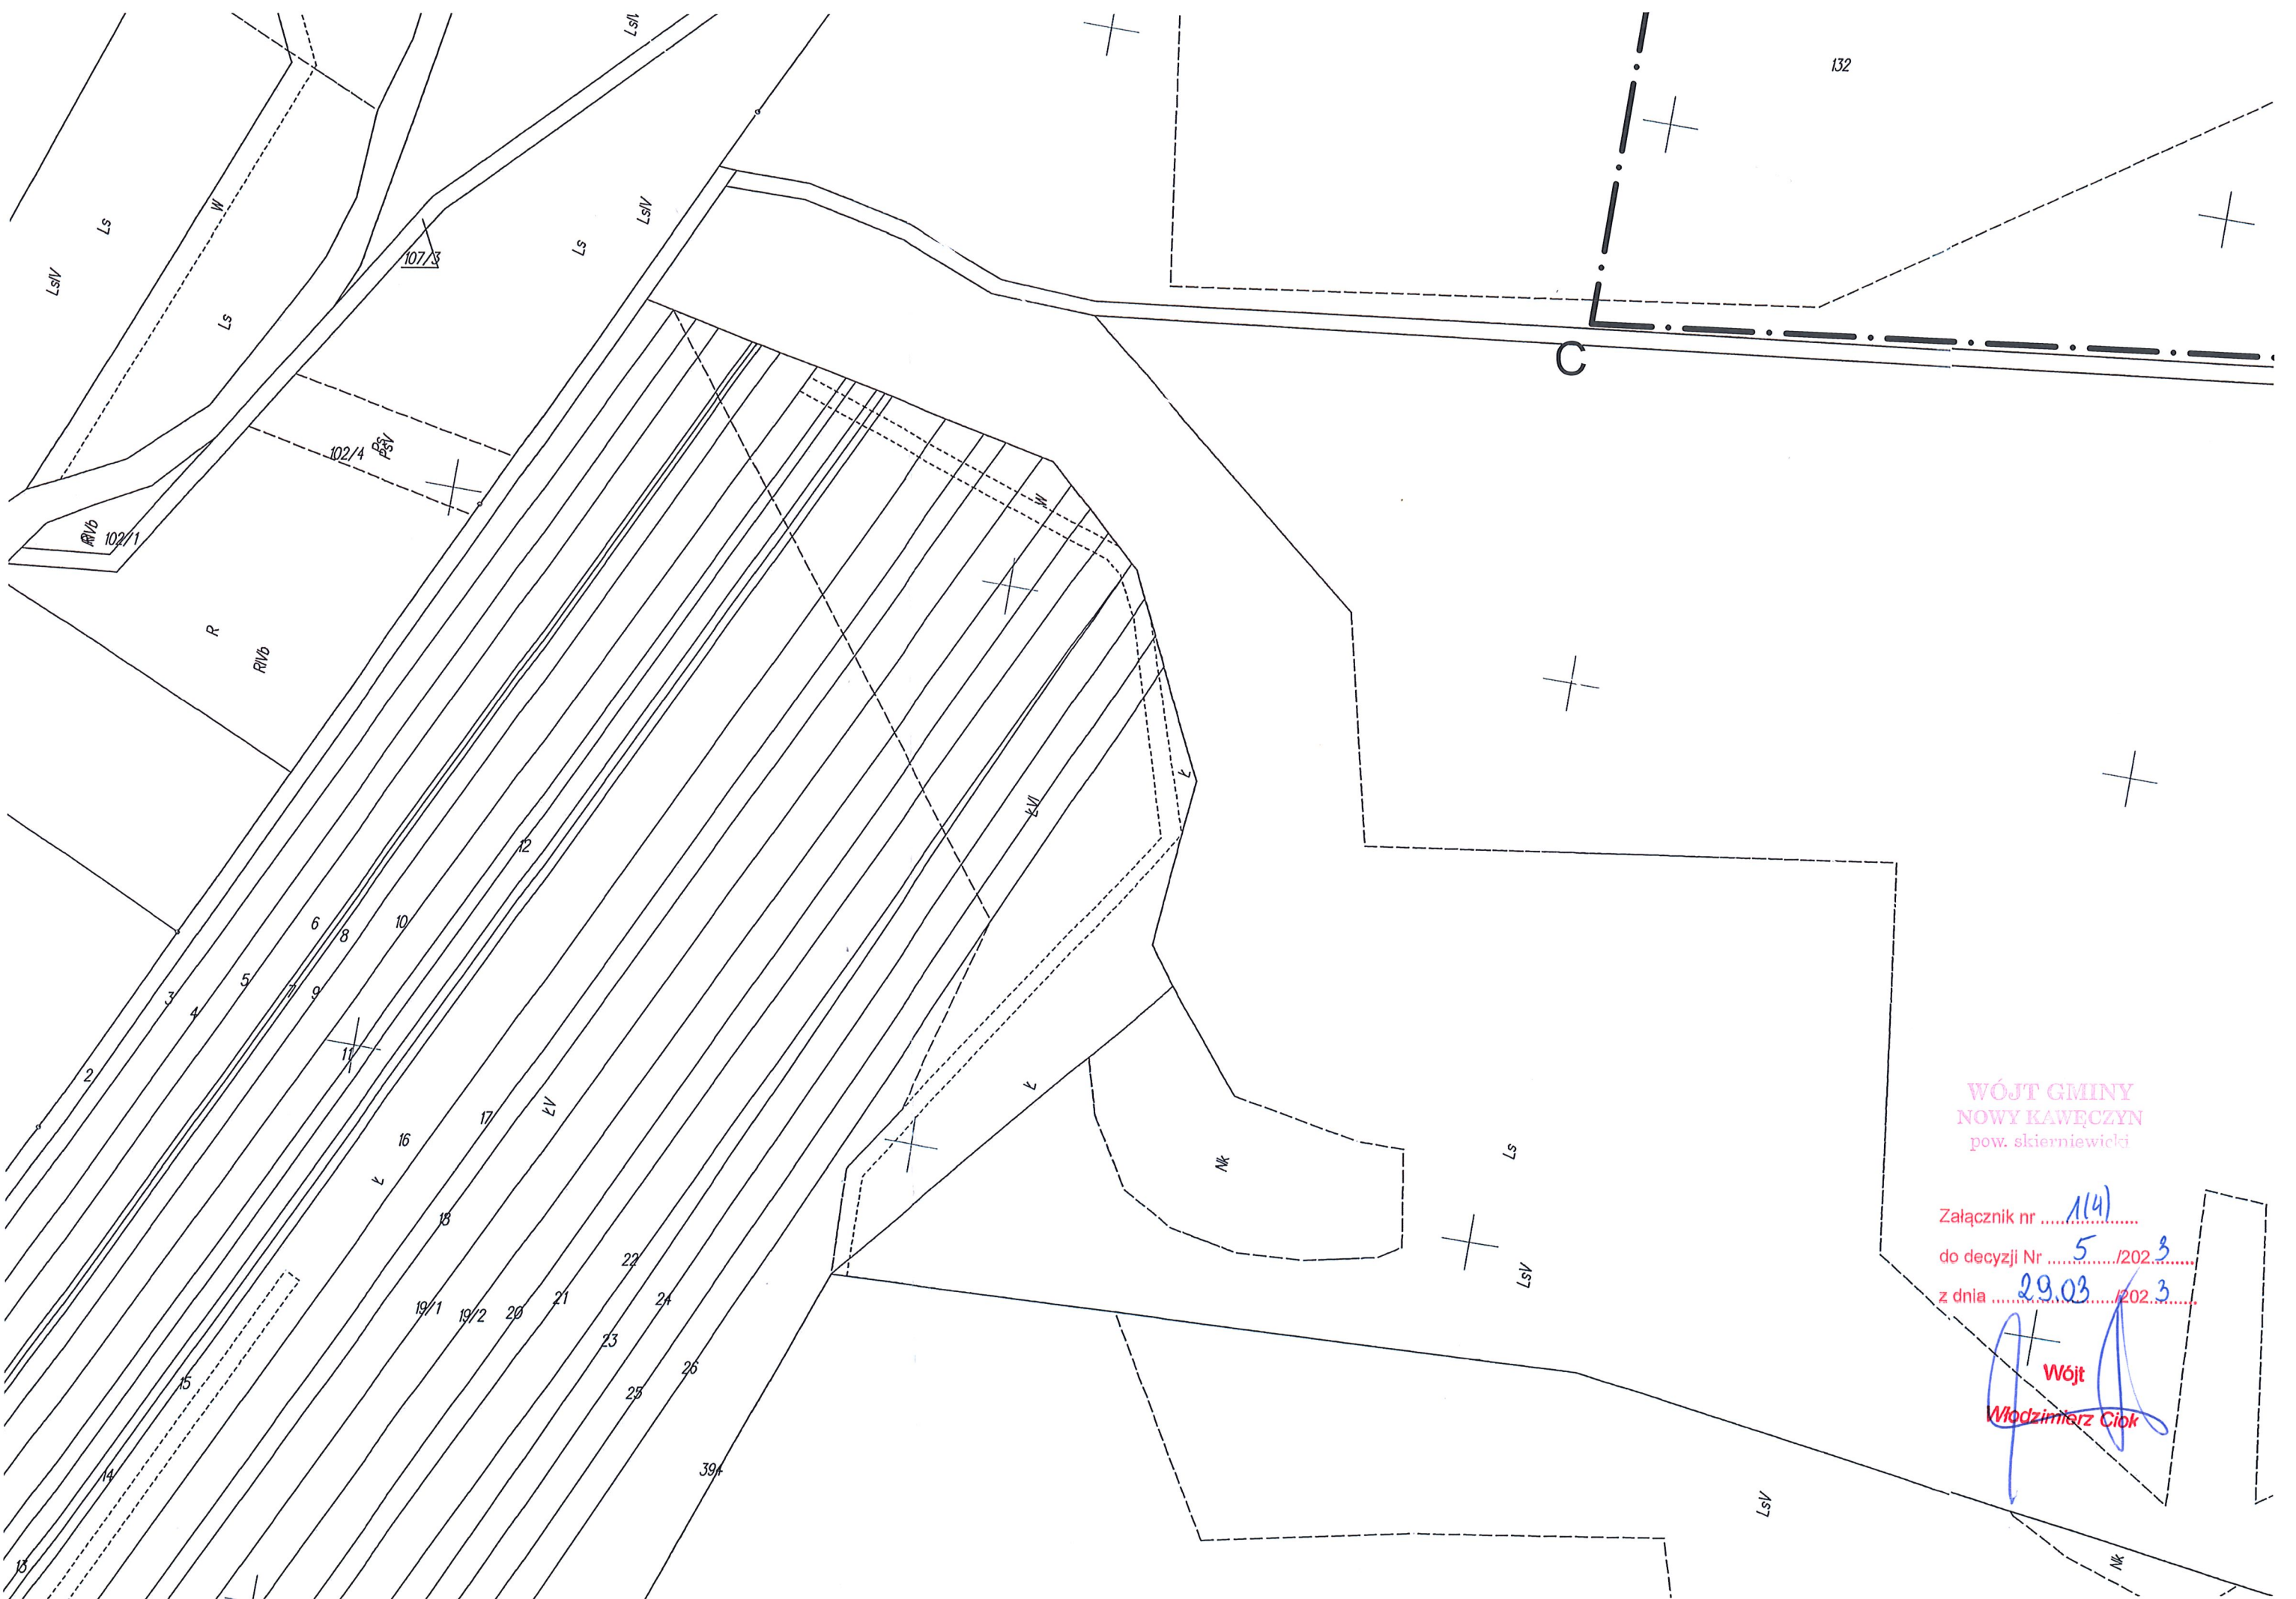 LsIV
132
W
Ls
LsIV
107/3
Ls
LsIV
Ls
C
102/4
Ps
PsV
RIVb
102/1
W
R
RIVb
Ł
ŁVI
12
6
8
10
5
7
9
3
4
11
2
Ł
17
ŁV
16
Ł
18
Nk
Ls
LsV
22
24
19/1
19/2
20
21
23
26
25
15
394
14
13
LsV
Nk
WÓJT GMINY
NOWY KAWĘCZYN
pow. skierniewicki
Załącznik nr ....1(4)....
do decyzji Nr ....5..../2023
z dnia ....29.03..../2023
Wójt
Włodzimierz Ciok